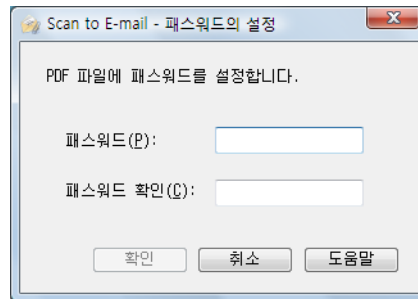 Scan to E-mail - 패스워드의 설정
PDF 파일에 패스워드를 설정합니다.
패스워드(P):
패스워드 확인(C):
확인 취소 도움말